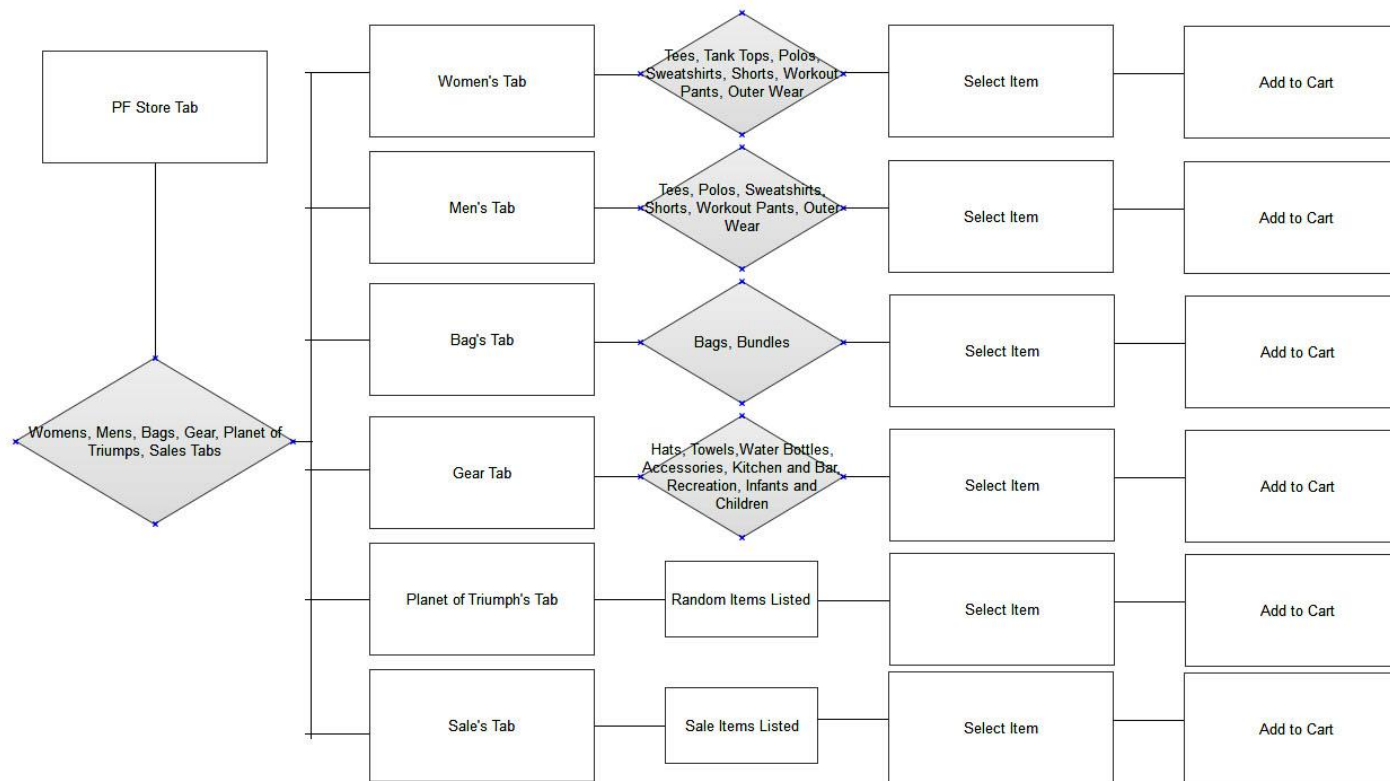 PF Store Tab
Womens, Mens, Bags, Gear, Planet of
Triumps, Sales Tabs
Women's Tab
Tees, Tank Tops, Polos,
Sweatshirts, Shorts, Workout
Pants, Outer Wear
Select Item
Add to Cart
Men's Tab
Tees, Polos, Sweatshirts,
Shorts, Workout Pants, Outer
Wear
Select Item
Add to Cart
Bag's Tab
Bags, Bundles
Select Item
Add to Cart
Gear Tab
Hats, Towels,Water Bottles,
Accessories, Kitchen and Bar,
Recreation, Infants and
Children
Select Item
Add to Cart
Planet of Triumph's Tab
Random Items Listed
Select Item
Add to Cart
Sale's Tab
Sale Items Listed
Select Item
Add to Cart